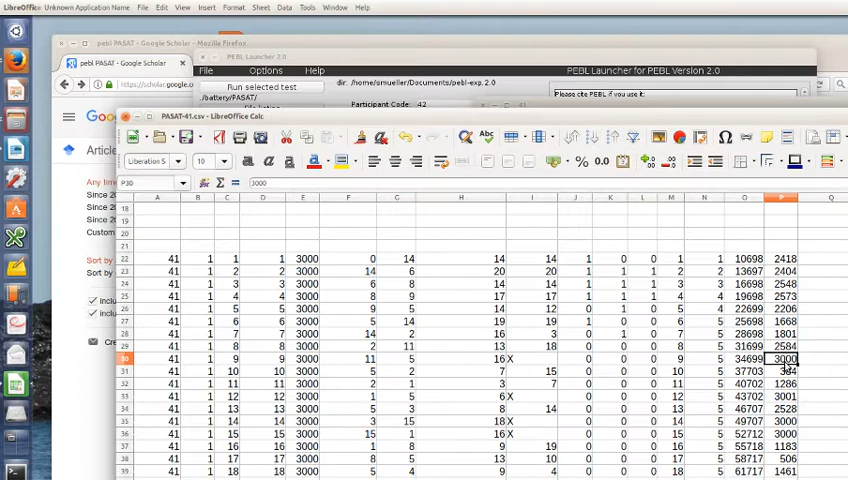 LibreOffice Unknown Application Name File Edit View Insert Format Sheet Data Tools Window Help
pebl PASAT - Google Scholar - Mozilla Firefox
pebl PASAT - Google Scholar
PEBL Launcher 2.0
File Options Help PEBL Launcher for PEBL Version 2.0
https://scholar.google.
Run selected test dir: /home/smueller/Documents/pebl-exp.2.0 Please cite PEBL if you use it:
./battery/PASAT/
Participant Code: 42
PASAT-41.csv - LibreOffice Calc
Goo
Articl
Any tim
Since 20
Since 20
Since 20
Custom
Sort by
Sort by
inclu
inclu
Cre
Liberation S 10
P30 3000
A B C D E F G H I J K L M N O P Q
18
19
20
21
22 41 1 1 1 3000 0 14 14 14 1 0 0 1 1 10698 2418
23 41 1 2 2 3000 14 6 20 20 1 1 1 2 2 13697 2404
24 41 1 3 3 3000 6 8 14 14 1 1 1 3 3 16698 2548
25 41 1 4 4 3000 8 9 17 17 1 1 1 4 4 19698 2573
26 41 1 5 5 3000 9 5 14 12 0 1 0 5 4 22699 2206
27 41 1 6 6 3000 5 14 19 19 1 0 0 6 5 25698 1668
28 41 1 7 7 3000 14 2 16 3 0 1 0 7 5 28698 1801
29 41 1 8 8 3000 2 11 13 18 0 0 0 8 5 31699 2584
30 41 1 9 9 3000 11 5 16 X 0 0 0 9 5 34699 3000
31 41 1 10 10 3000 5 2 7 15 0 0 0 10 5 37703
32 41 1 11 11 3000 2 1 3 7 0 0 0 11 5 40702 1286
33 41 1 12 12 3000 1 5 6 X 0 0 0 12 5 43702 3001
34 41 1 13 13 3000 5 3 8 14 0 0 0 13 5 46707 2528
35 41 1 14 14 3000 3 15 18 X 0 0 0 14 5 49707 3000
36 41 1 15 15 3000 15 1 16 X 0 0 0 15 5 52712 3000
37 41 1 16 16 3000 1 8 9 19 0 0 0 16 5 55718 1183
38 41 1 17 17 3000 8 5 13 10 0 0 0 17 5 58717 506
39 41 1 18 18 3000 5 4 9 4 0 0 0 18 5 61717 1461